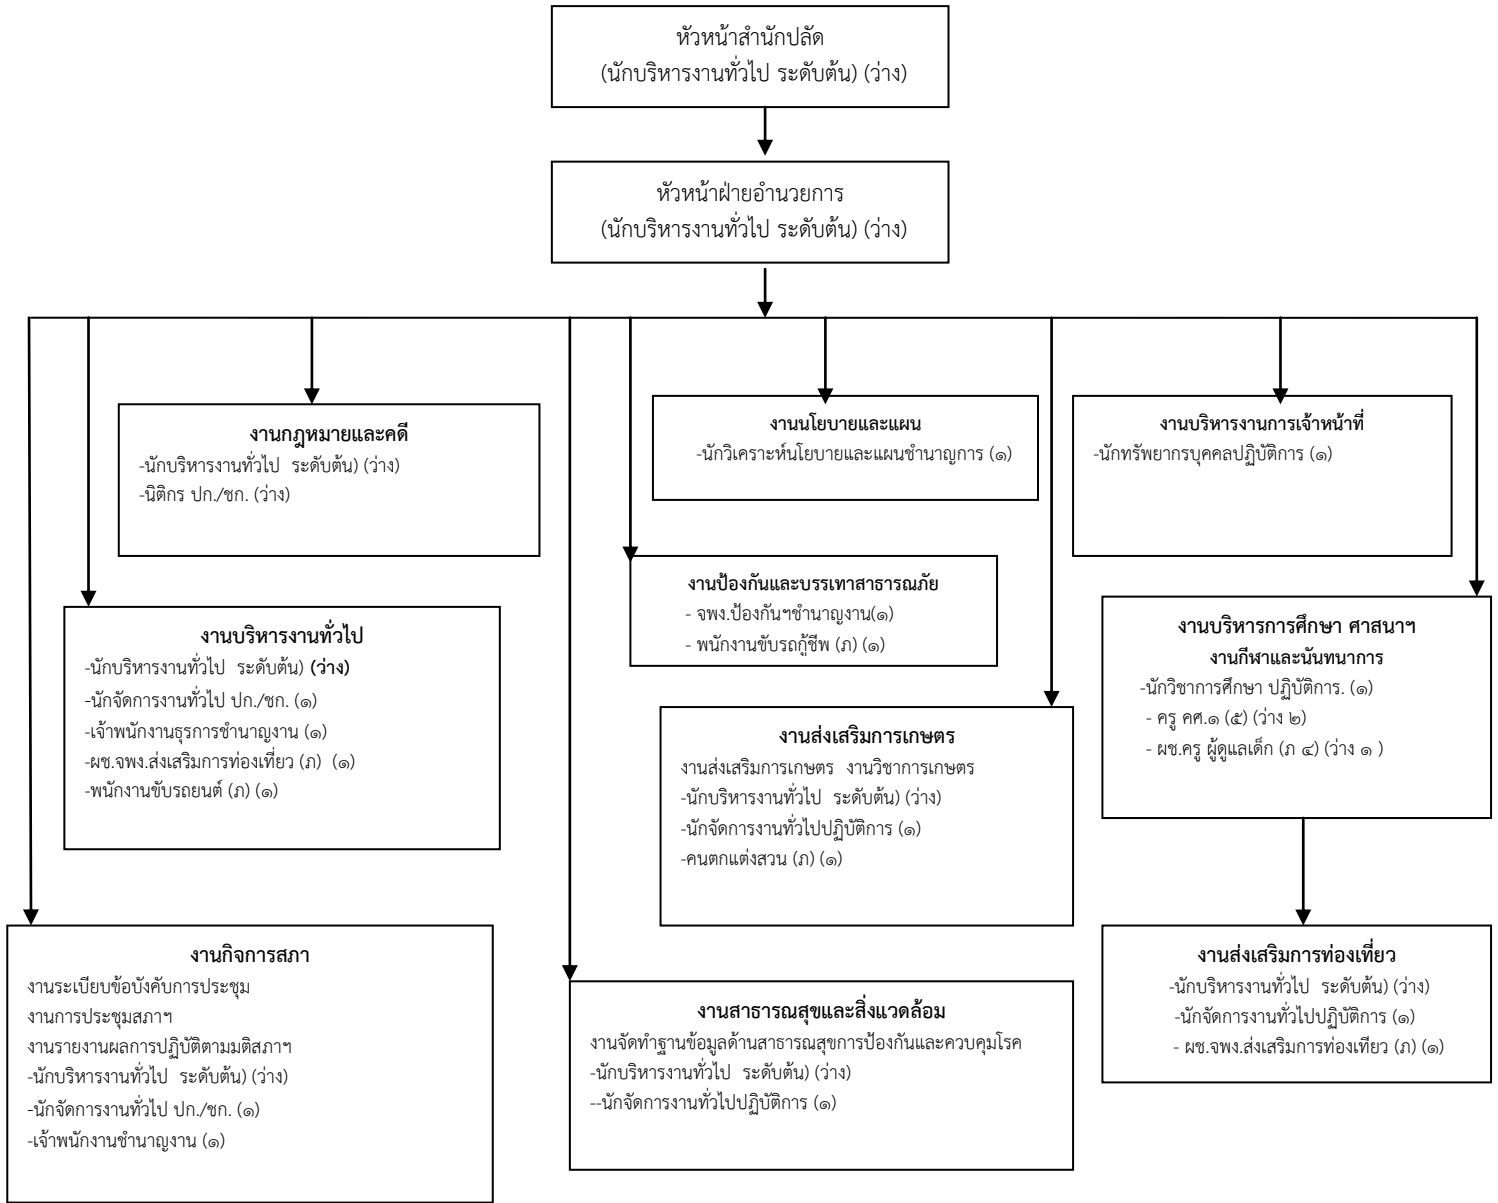 หัวหน้าสำนักปลัด
(นักบริหารงานทั่วไป ระดับต้น) (ว่าง)
หัวหน้าฝ่ายอำนวยการ
(นักบริหารงานทั่วไป ระดับต้น) (ว่าง)
งานกฎหมายและคดี
-นักบริหารงานทั่วไป ระดับต้น) (ว่าง)
-นิติกร ปก./ชก. (ว่าง)
งานนโยบายและแผน
-นักวิเคราะห์นโยบายและแผนชำนาญการ (๑)
งานบริหารงานการเจ้าหน้าที่
-นักทรัพยากรบุคคลปฏิบัติการ (๑)
งานป้องกันและบรรเทาสาธารณภัย
- จพง.ป้องกันฯชำนาญงาน(๑)
- พนักงานขับรถกู้ชีพ (ภ) (๑)
งานบริหารงานทั่วไป
-นักบริหารงานทั่วไป ระดับต้น) (ว่าง)
-นักจัดการงานทั่วไป ปก./ชก. (๑)
-เจ้าพนักงานธุรการชำนาญงาน (๑)
-ผช.จพง.ส่งเสริมการท่องเที่ยว (ภ) (๑)
-พนักงานขับรถยนต์ (ภ) (๑)
งานบริหารการศึกษา ศาสนาฯ
งานกีฬาและนันทนาการ
-นักวิชาการศึกษา ปฏิบัติการ. (๑)
- ครู คศ.๑ (๕) (ว่าง ๒)
- ผช.ครู ผู้ดูแลเด็ก (ภ ๔) (ว่าง ๑ )
งานส่งเสริมการเกษตร
งานส่งเสริมการเกษตร งานวิชาการเกษตร
-นักบริหารงานทั่วไป ระดับต้น) (ว่าง)
-นักจัดการงานทั่วไปปฏิบัติการ (๑)
-คนตกแต่งสวน (ภ) (๑)
งานกิจการสภา
งานระเบียบข้อบังคับการประชุม
งานการประชุมสภาฯ
งานรายงานผลการปฏิบัติตามมติสภาฯ
-นักบริหารงานทั่วไป ระดับต้น) (ว่าง)
-นักจัดการงานทั่วไป ปก./ชก. (๑)
-เจ้าพนักงานชำนาญงาน (๑)
งานสาธารณสุขและสิ่งแวดล้อม
งานจัดทำฐานข้อมูลด้านสาธารณสุขการป้องกันและควบคุมโรค
-นักบริหารงานทั่วไป ระดับต้น) (ว่าง)
--นักจัดการงานทั่วไปปฏิบัติการ (๑)
งานส่งเสริมการท่องเที่ยว
-นักบริหารงานทั่วไป ระดับต้น) (ว่าง)
-นักจัดการงานทั่วไปปฏิบัติการ (๑)
- ผช.จพง.ส่งเสริมการท่องเทียว (ภ) (๑)